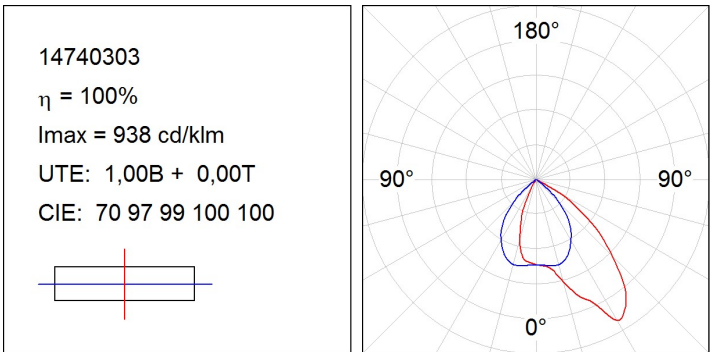 14740303
η = 100%
Imax = 938 cd/klm
UTE: 1,00B + 0,00T
CIE: 70 97 99 100 100
180°
90° 90°
0°